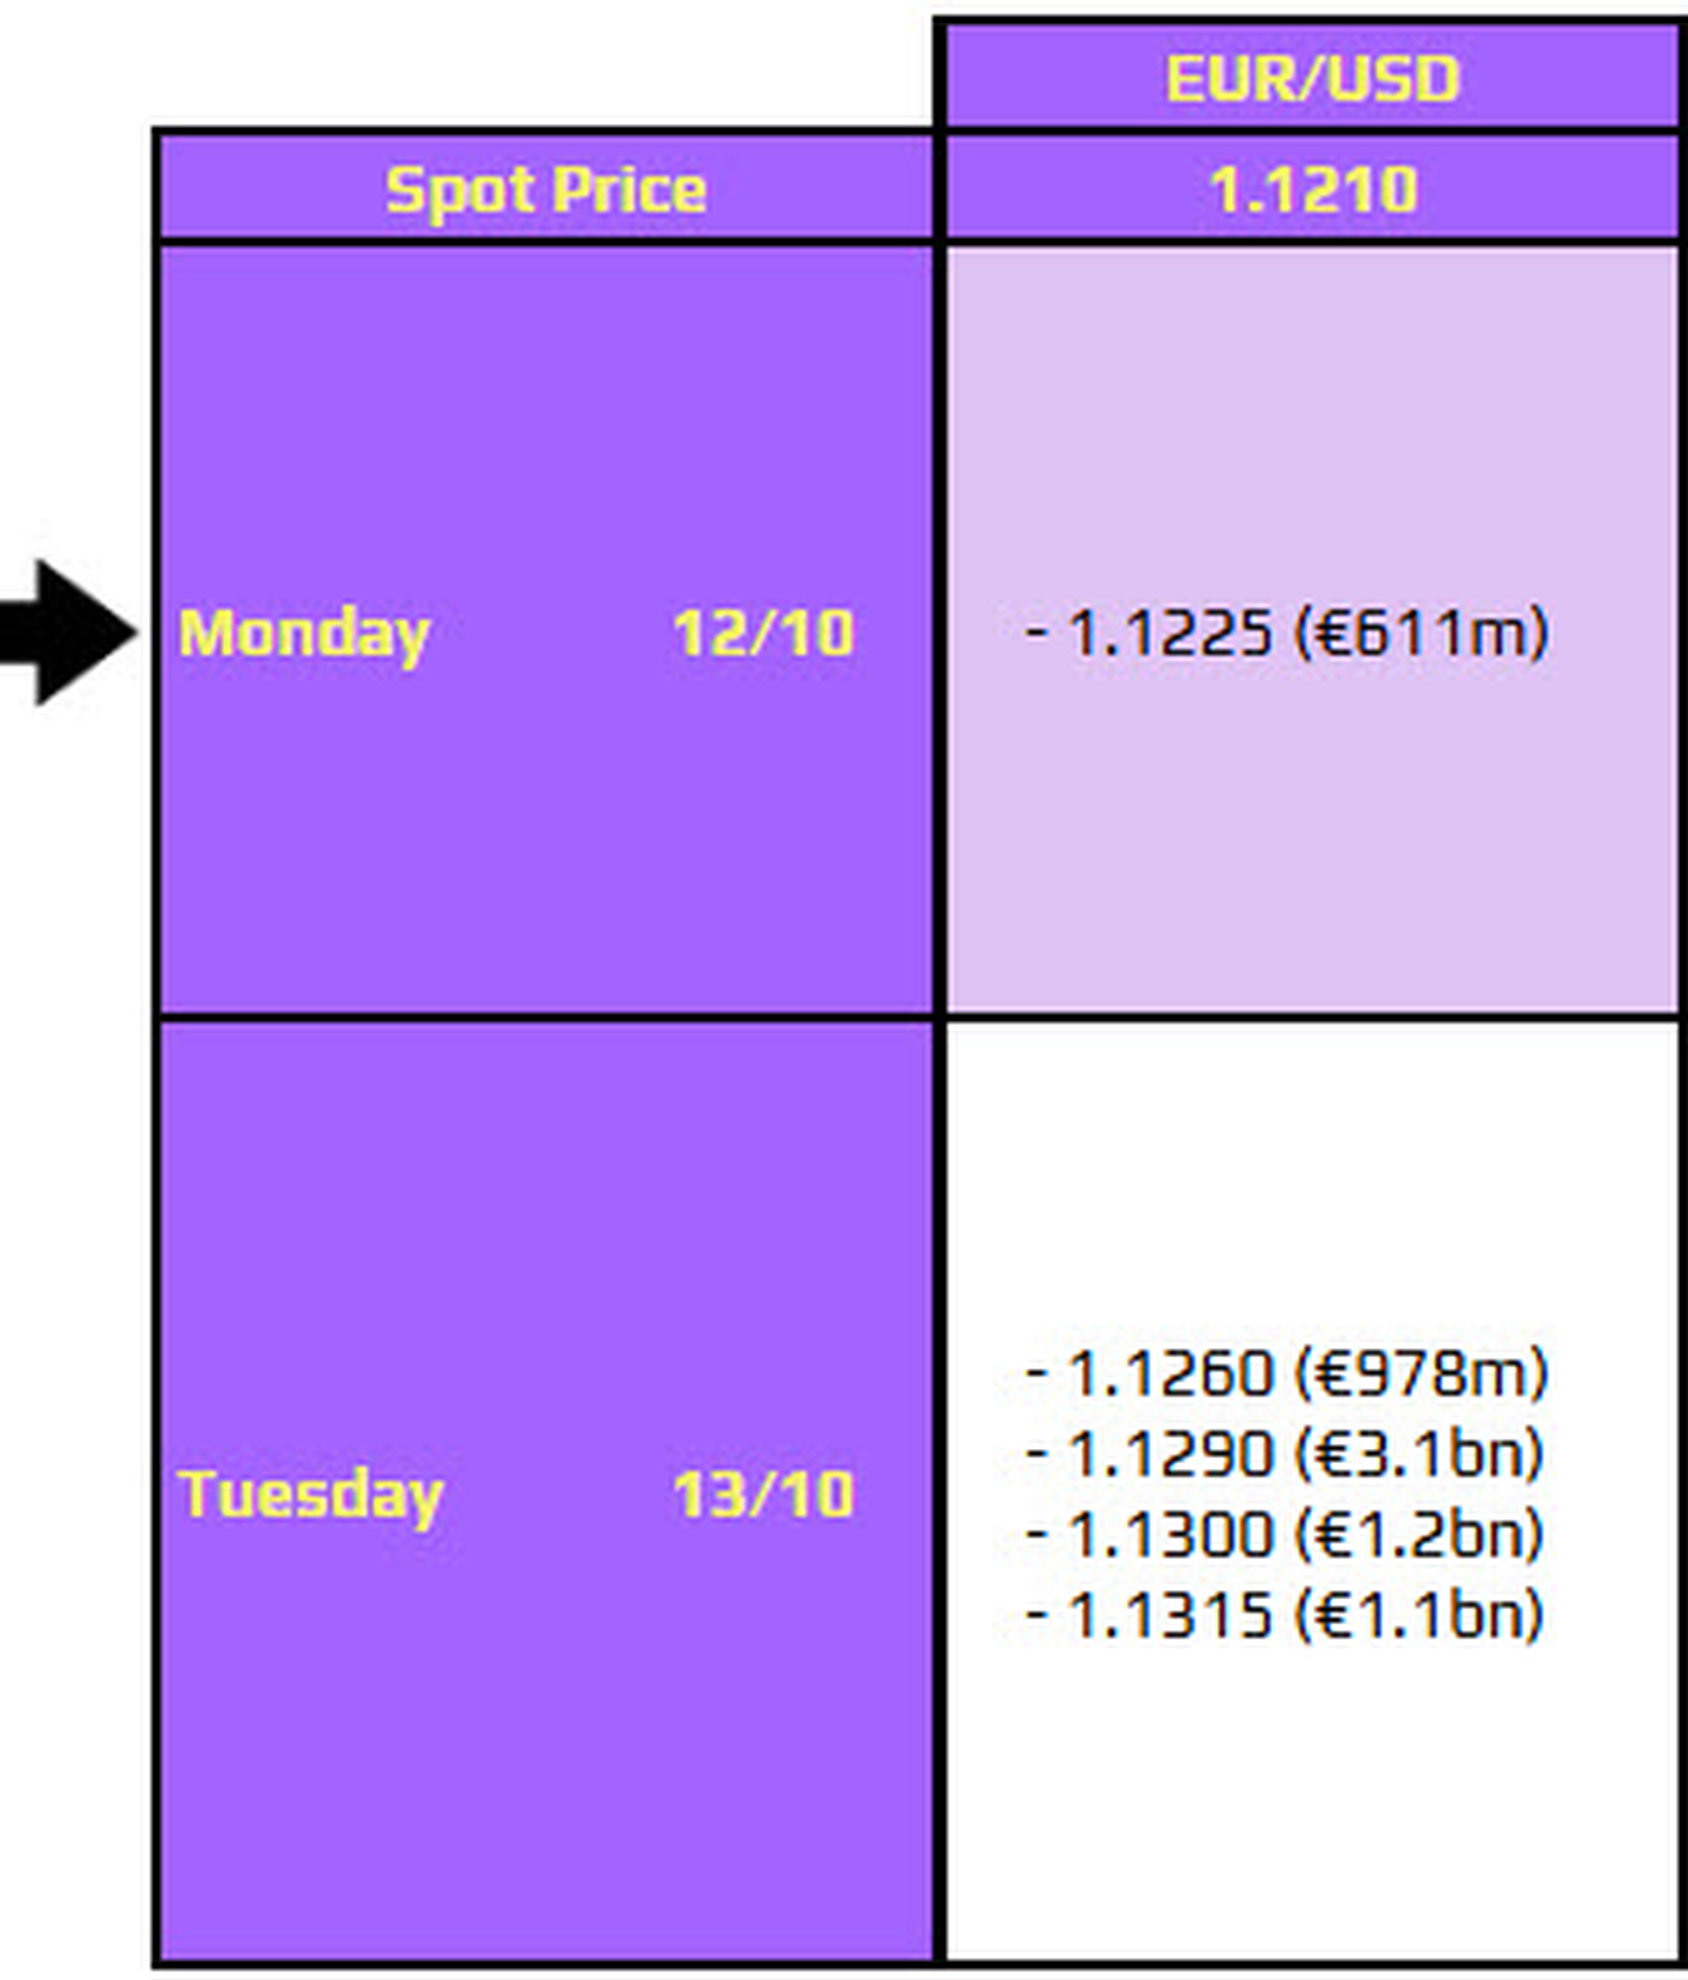 EUR/USD
Spot Price 1.1210
Monday 12/10 - 1.1225 (€611m)
- 1.1260 (€978m)
- 1.1290 (€3.1bn)
Tuesday 13/10
- 1.1300 (€1.2bn)
- 1.1315 (€1.1bn)